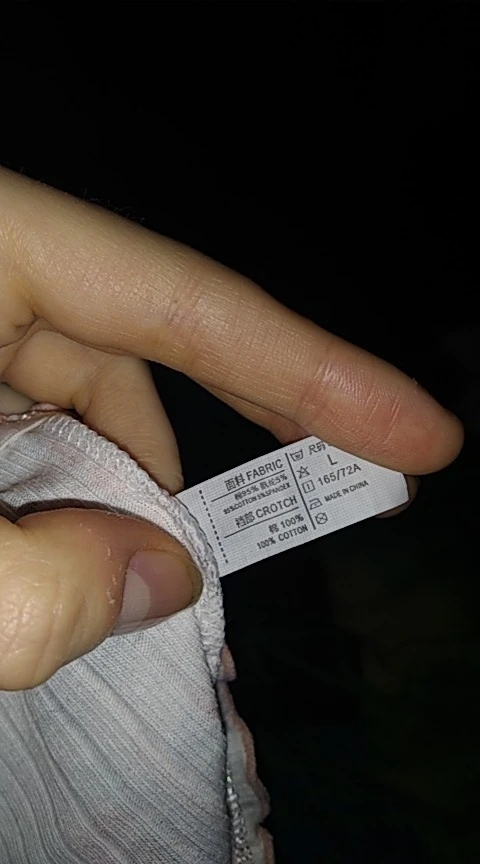 面料 FABRIC
棉95% 氨纶5%
95%COTTON 5%SPANDEX
裆部 CROTCH
棉 100%
100% COTTON
尺码
L
165/72A
MADE IN CHINA